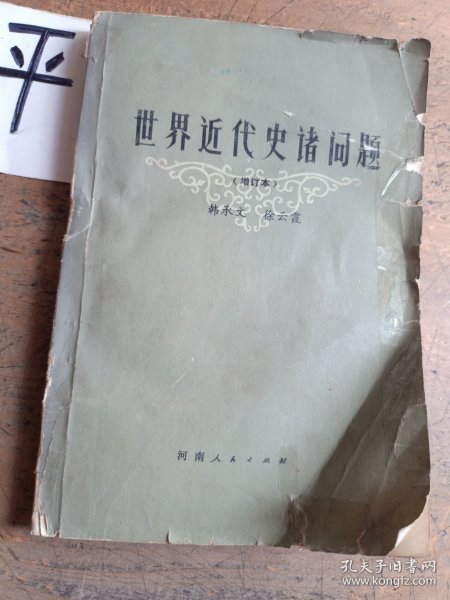 平
世界近代史诸问题
（增订本）
韩承文 徐云霞
河南人民出版社
孔夫子旧书网
www.kongfz.com